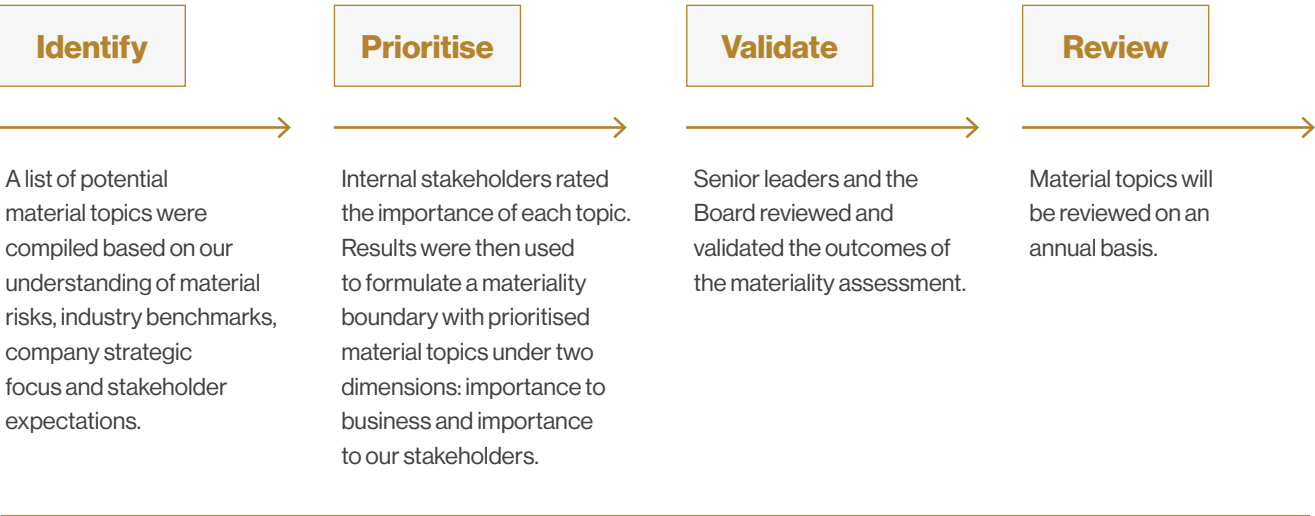 Identify
A list of potential
material topics were
compiled based on our
understanding of material
risks, industry benchmarks,
company strategic
focus and stakeholder
expectations.
Prioritise
Internal stakeholders rated
the importance of each topic.
Results were then used
to formulate a materiality
boundary with prioritised
material topics under two
dimensions: importance to
business and importance
to our stakeholders.
Validate
Senior leaders and the
Board reviewed and
validated the outcomes of
the materiality assessment.
Review
Material topics will
be reviewed on an
annual basis.